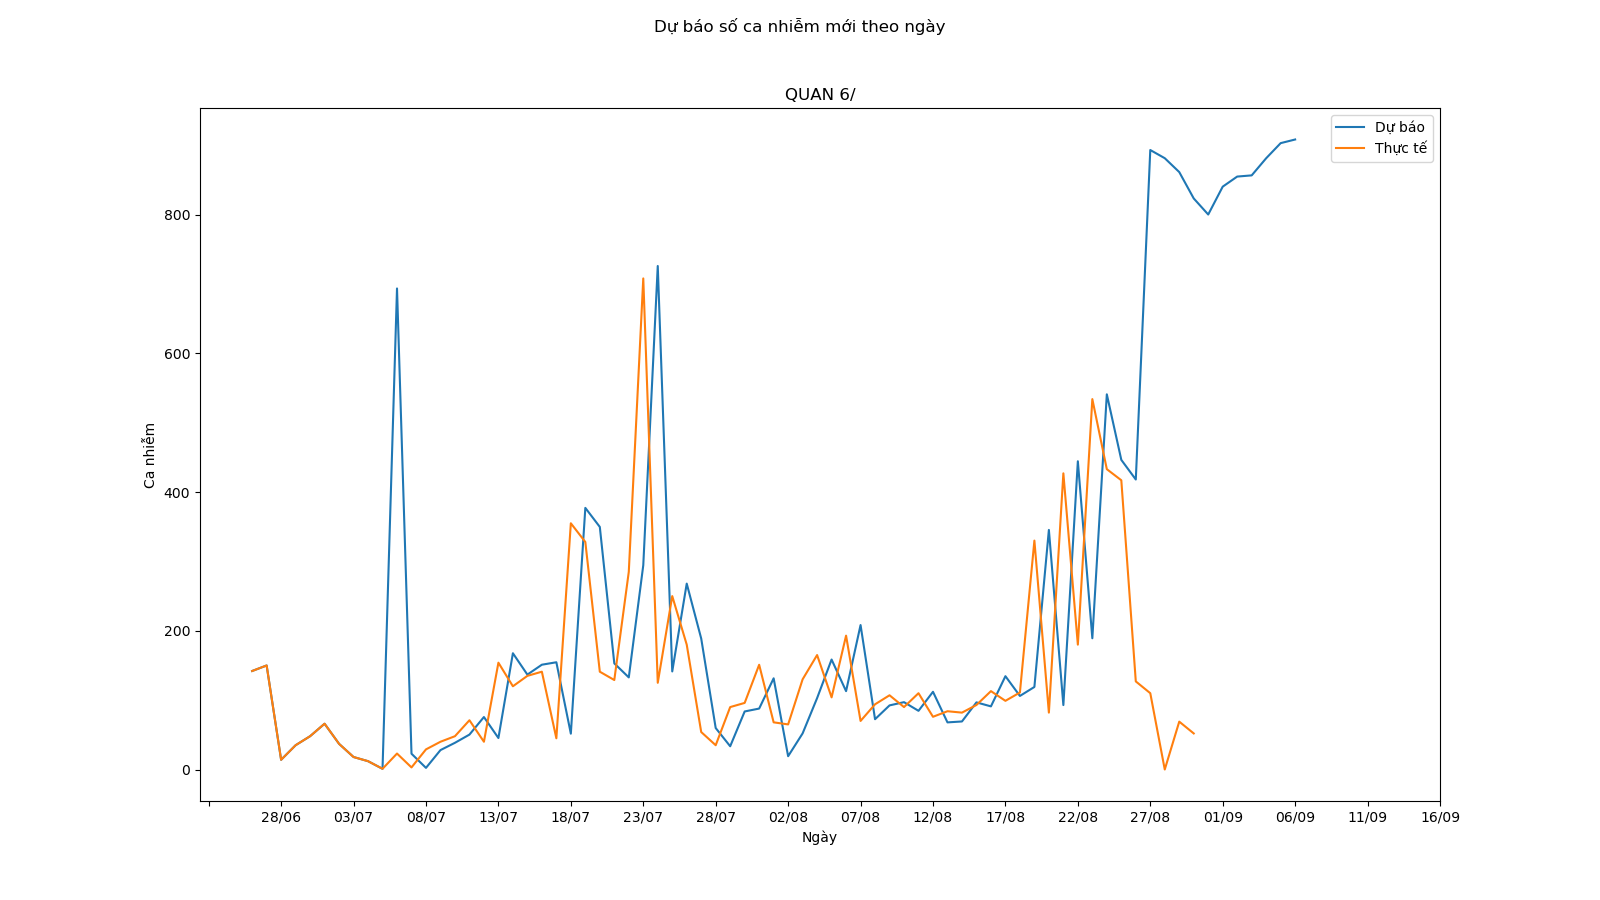 Dự báo số ca nhiễm mới theo ngày
QUAN 6/
Dự báo
Thực tế
800
600
400
200
0
Ca nhiễm
28/06 03/07 08/07 13/07 18/07 23/07 28/07 02/08 07/08 12/08 17/08 22/08 27/08 01/09 06/09 11/09 16/09
Ngày